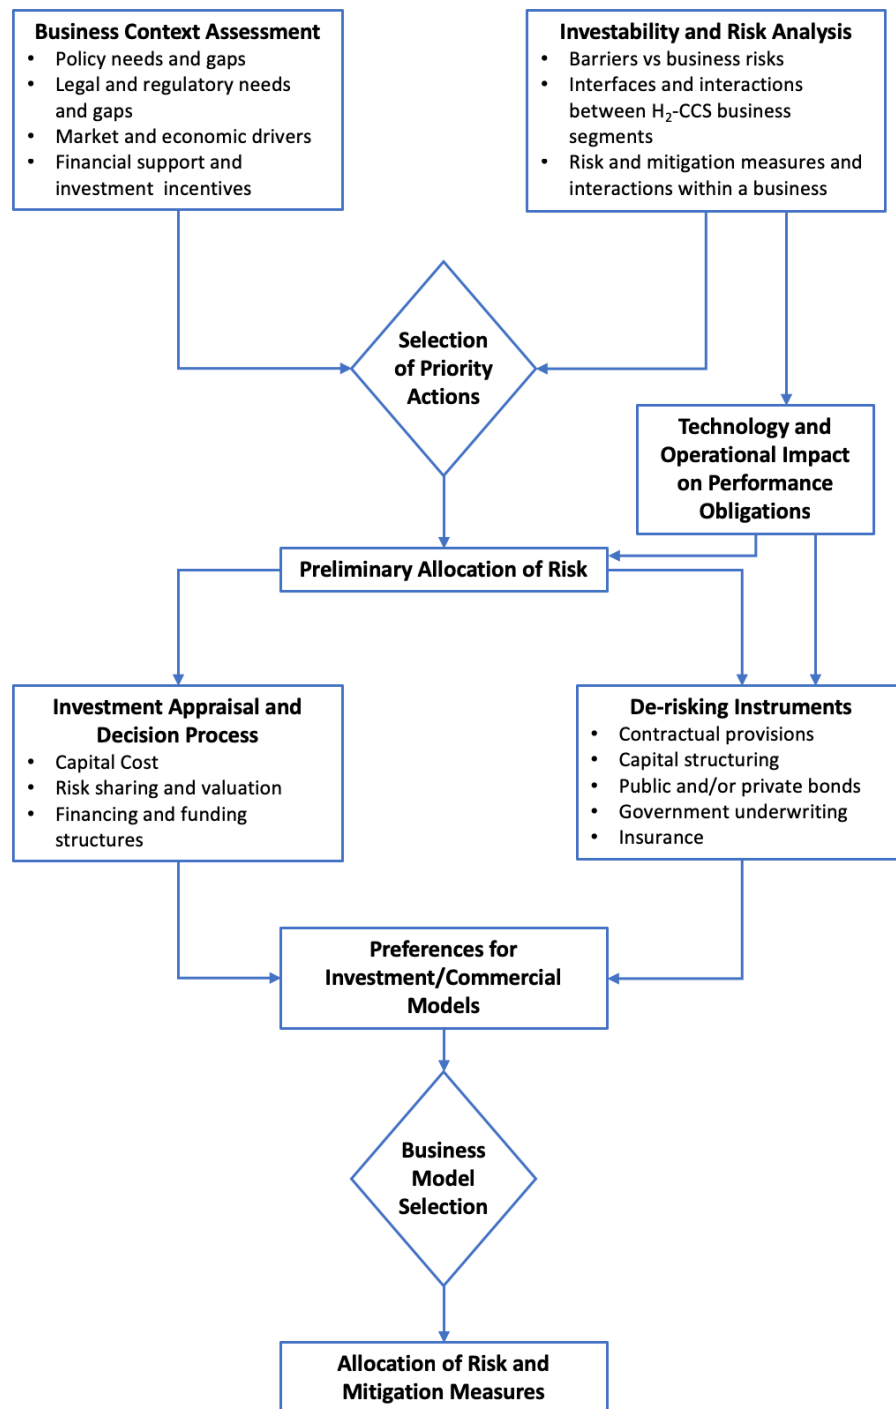 Business Context Assessment
• Policy needs and gaps
• Legal and regulatory needs
and gaps
• Market and economic drivers
• Financial support and
investment incentives
Investability and Risk Analysis
• Barriers vs business risks
• Interfaces and interactions
between H₂-CCS business
segments
• Risk and mitigation measures and
interactions within a business
Selection
of Priority
Actions
Technology and
Operational Impact
on Performance
Obligations
Preliminary Allocation of Risk
Investment Appraisal and
Decision Process
• Capital Cost
• Risk sharing and valuation
• Financing and funding
structures
De-risking Instruments
• Contractual provisions
• Capital structuring
• Public and/or private bonds
• Government underwriting
• Insurance
Preferences for
Investment/Commercial
Models
Business
Model
Selection
Allocation of Risk and
Mitigation Measures